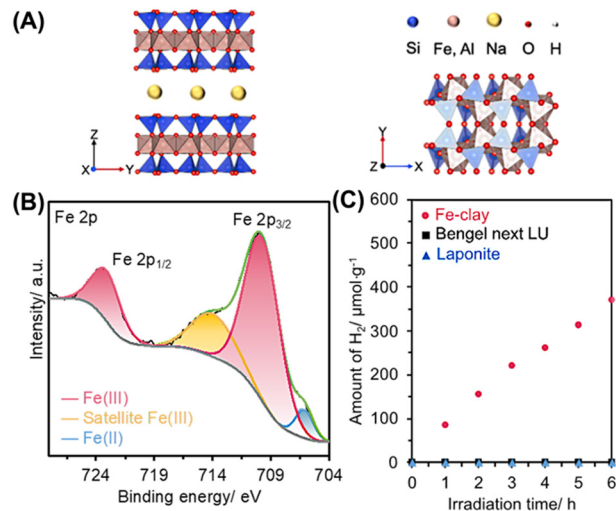 (A)
Si Fe, Al Na O H
Z
X Y
Y
Z X
(B)
Fe 2p
Fe 2p1/2
Fe 2p3/2
Intensity/ a.u.
Fe(III)
Satellite Fe(III)
Fe(II)
724 719 714 709 704
Binding energy/ eV
(C)
Fe-clay
Bengel next LU
Laponite
Amount of H2/ μmol·g⁻¹
600
500
400
300
200
100
0
0 1 2 3 4 5 6
Irradiation time/ h